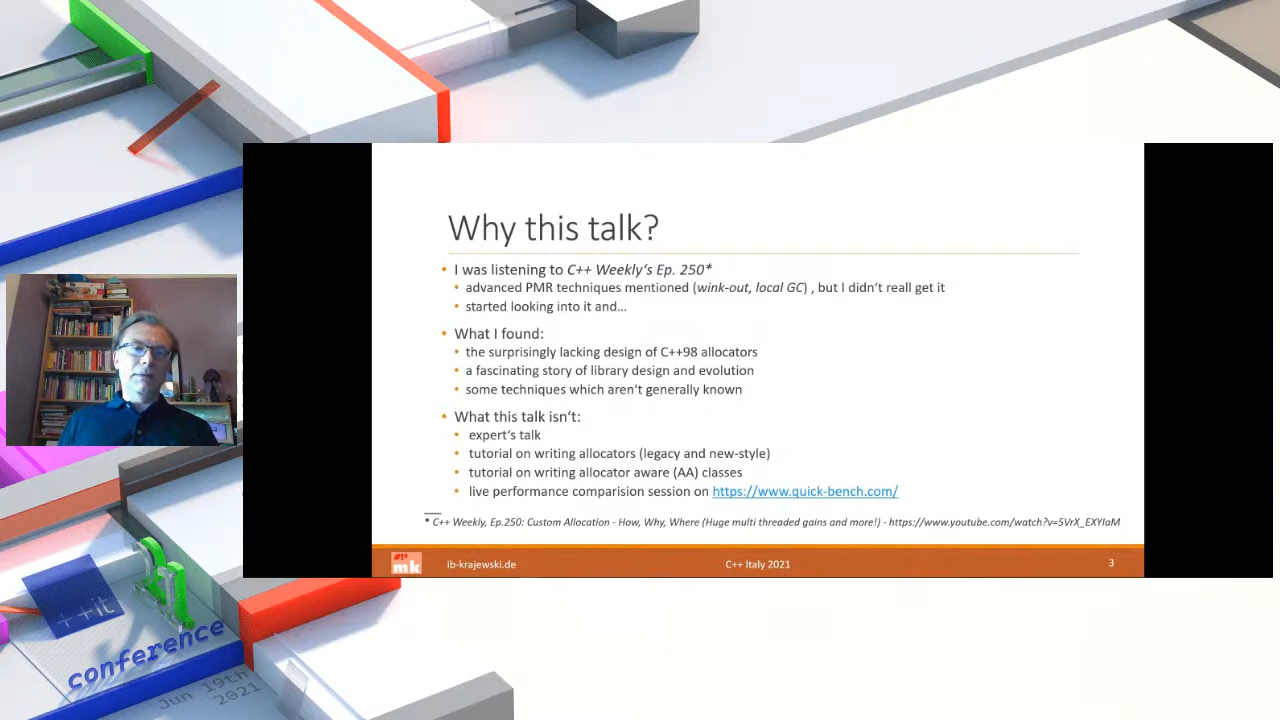 Why this talk?
• I was listening to C++ Weekly's Ep. 250*
• advanced PMR techniques mentioned (wink-out, local GC) , but I didn't reall get it
• started looking into it and…
• What I found:
• the surprisingly lacking design of C++98 allocators
• a fascinating story of library design and evolution
• some techniques which aren't generally known
• What this talk isn't:
• expert's talk
• tutorial on writing allocators (legacy and new-style)
• tutorial on writing allocator aware (AA) classes
• live performance comparision session on https://www.quick-bench.com/
* C++ Weekly, Ep.250: Custom Allocation - How, Why, Where (Huge multi threaded gains and more!) - https://www.youtube.com/watch?v=5VrX_EXYIaM
#!°
mk
ib-krajewski.de
C++ Italy 2021
3
++it
conference
Jun 19th
2021